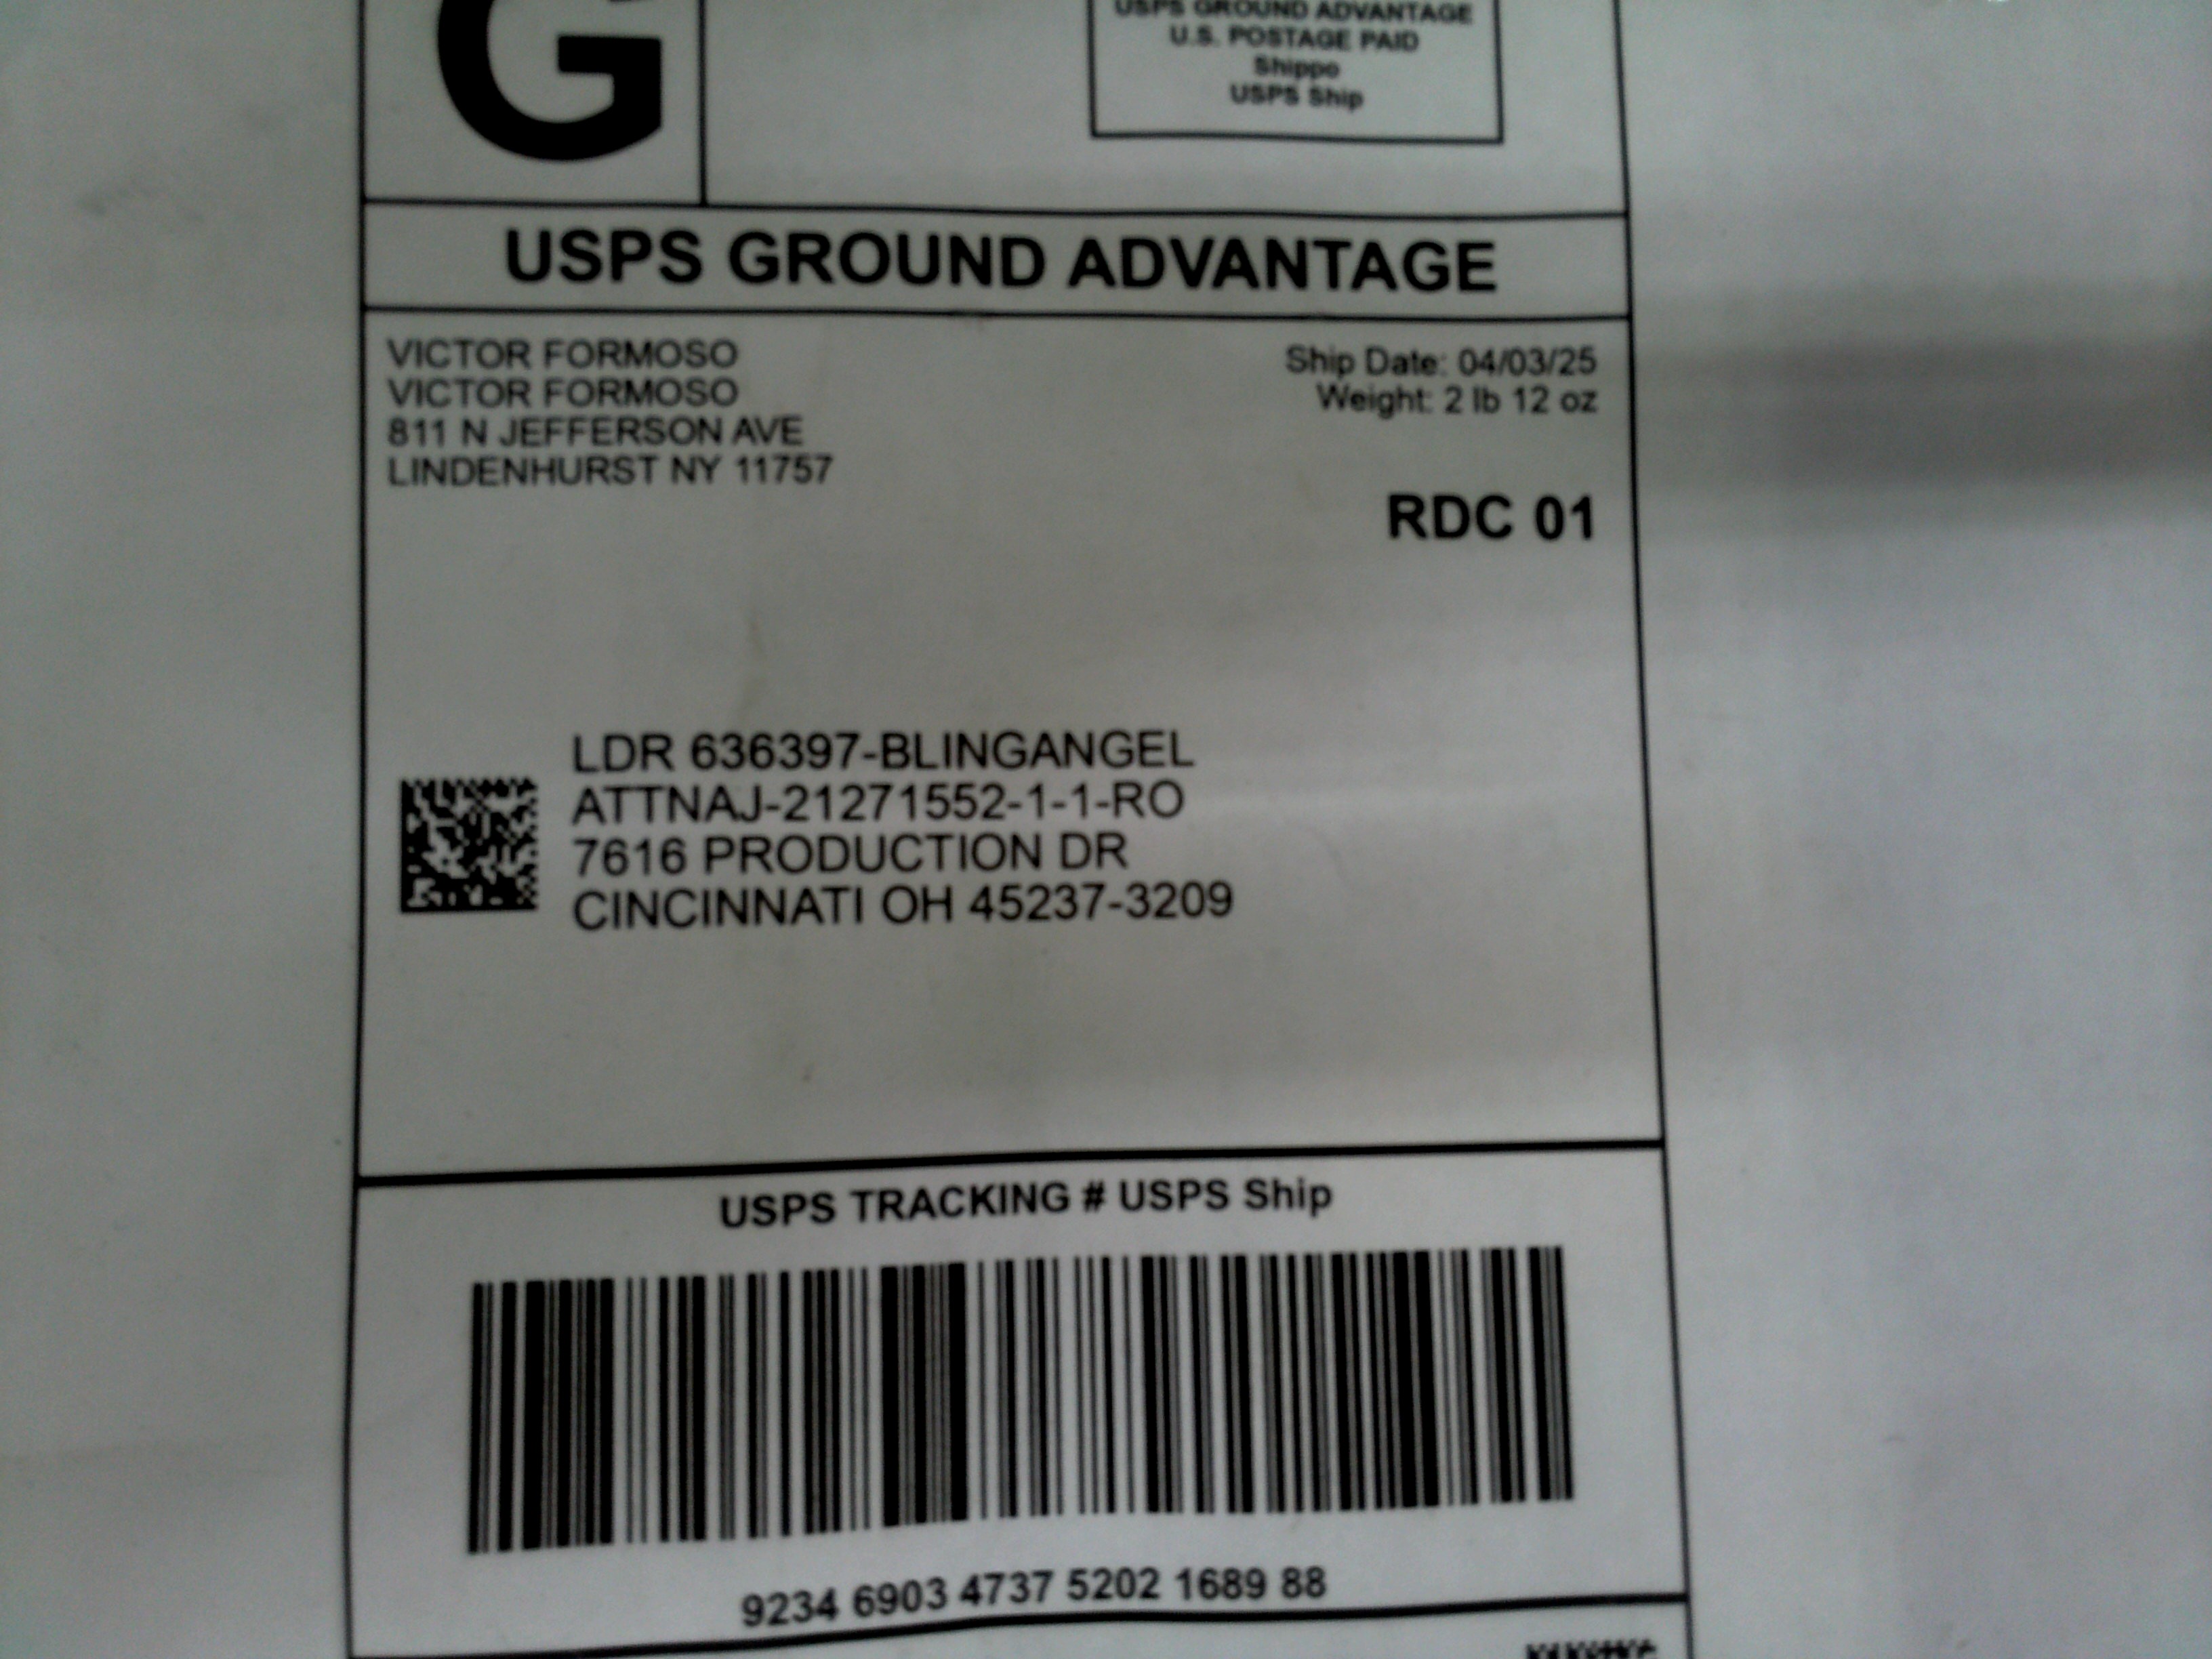 G
USPS GROUND ADVANTAGE
U.S. POSTAGE PAID
Shippo
USPS Ship
USPS GROUND ADVANTAGE
VICTOR FORMOSO
VICTOR FORMOSO
811 N JEFFERSON AVE
LINDENHURST NY 11757
Ship Date: 04/03/25
Weight: 2 lb 12 oz
RDC 01
LDR 636397-BLINGANGEL
ATTNAJ-21271552-1-1-RO
7616 PRODUCTION DR
CINCINNATI OH 45237-3209
USPS TRACKING # USPS Ship
9234 6903 4737 5202 1689 88